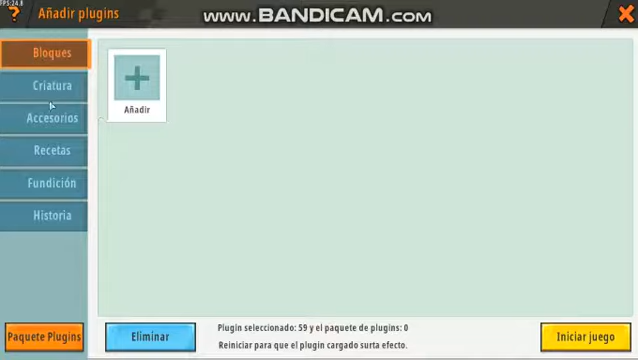 FPS:24.8
? Añadir plugins
www.BANDICAM.com
Bloques
Criatura
Accesorios
Recetas
Fundición
Historia
Añadir
Paquete Plugins
Eliminar
Plugin seleccionado: 59 y el paquete de plugins: 0
Reiniciar para que el plugin cargado surta efecto.
Iniciar juego